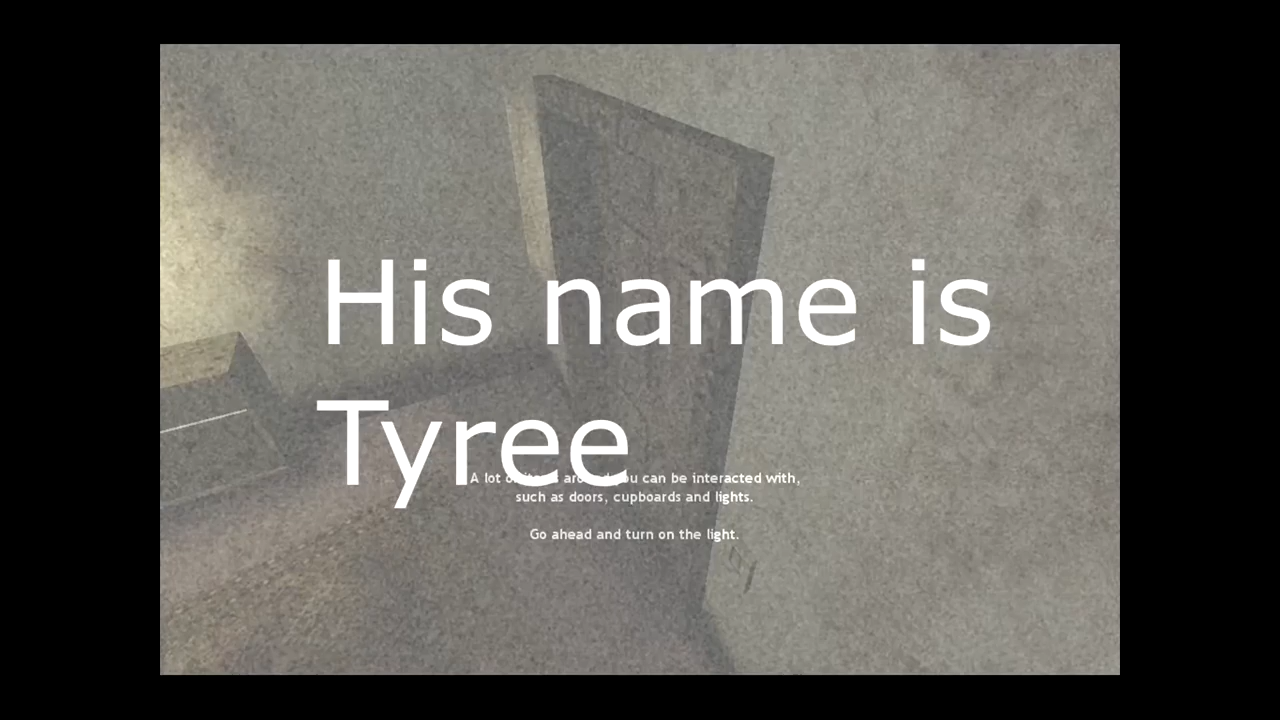 His name is
Tyree
A lot of items around you can be interacted with,
such as doors, cupboards and lights.
Go ahead and turn on the light.